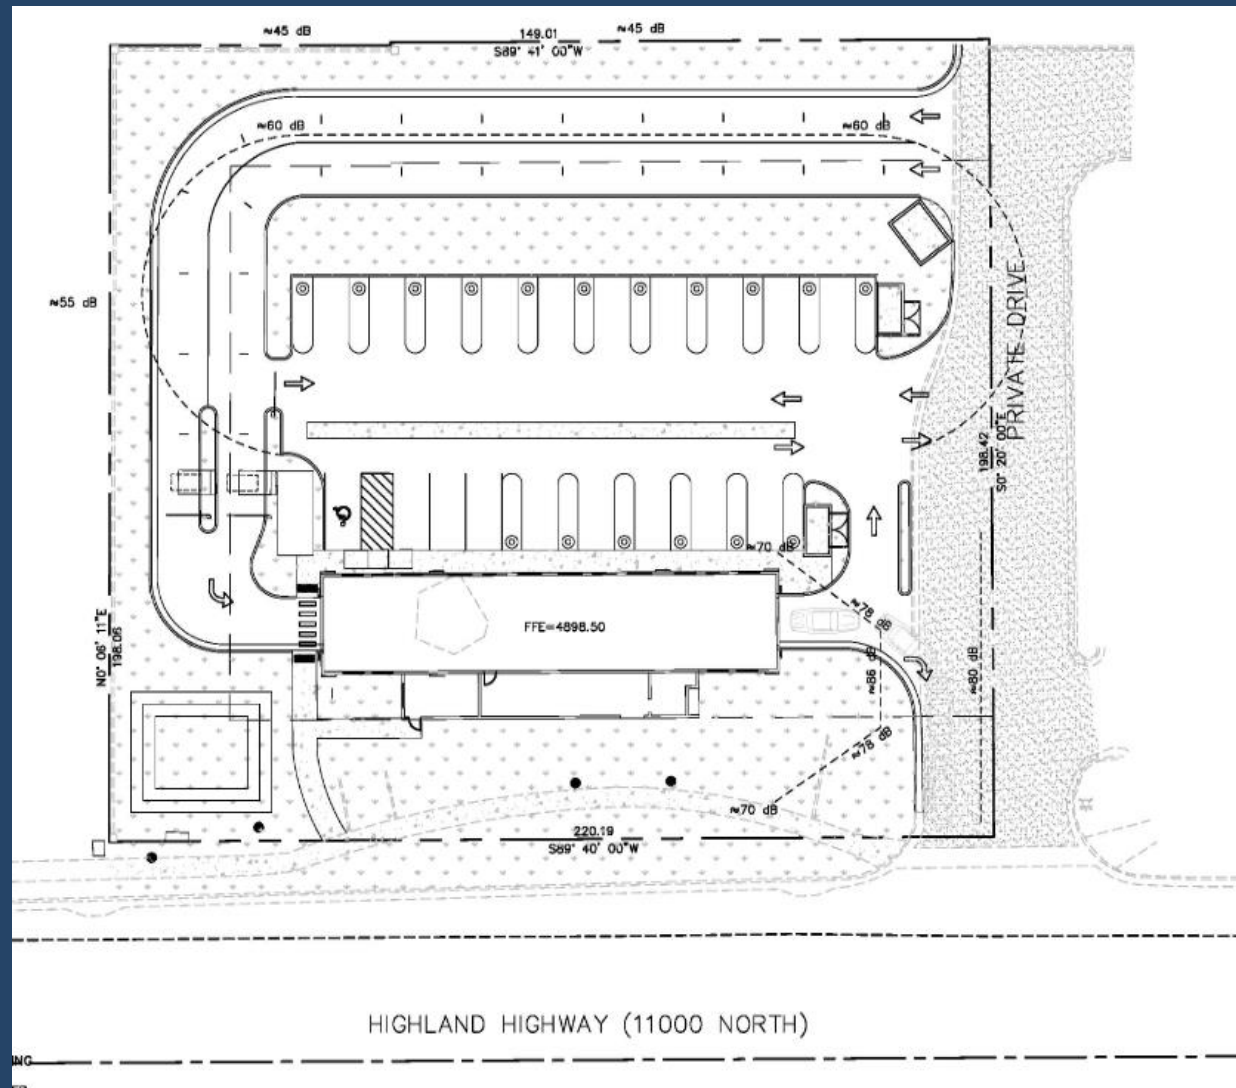 ≈45 dB
149.01
≈45 dB
S89° 41' 00"W
≈60 dB
≈60 dB
≈55 dB
PRIVATE DRIVE
198.42
S0° 20' 00"E
≈70 dB
≈78 dB
N0° 06' 11"E
198.06
FFE=4898.50
≈86 dB
≈80 dB
≈78 dB
≈70 dB
220.19
S89° 40' 00"W
HIGHLAND HIGHWAY (11000 NORTH)
ING